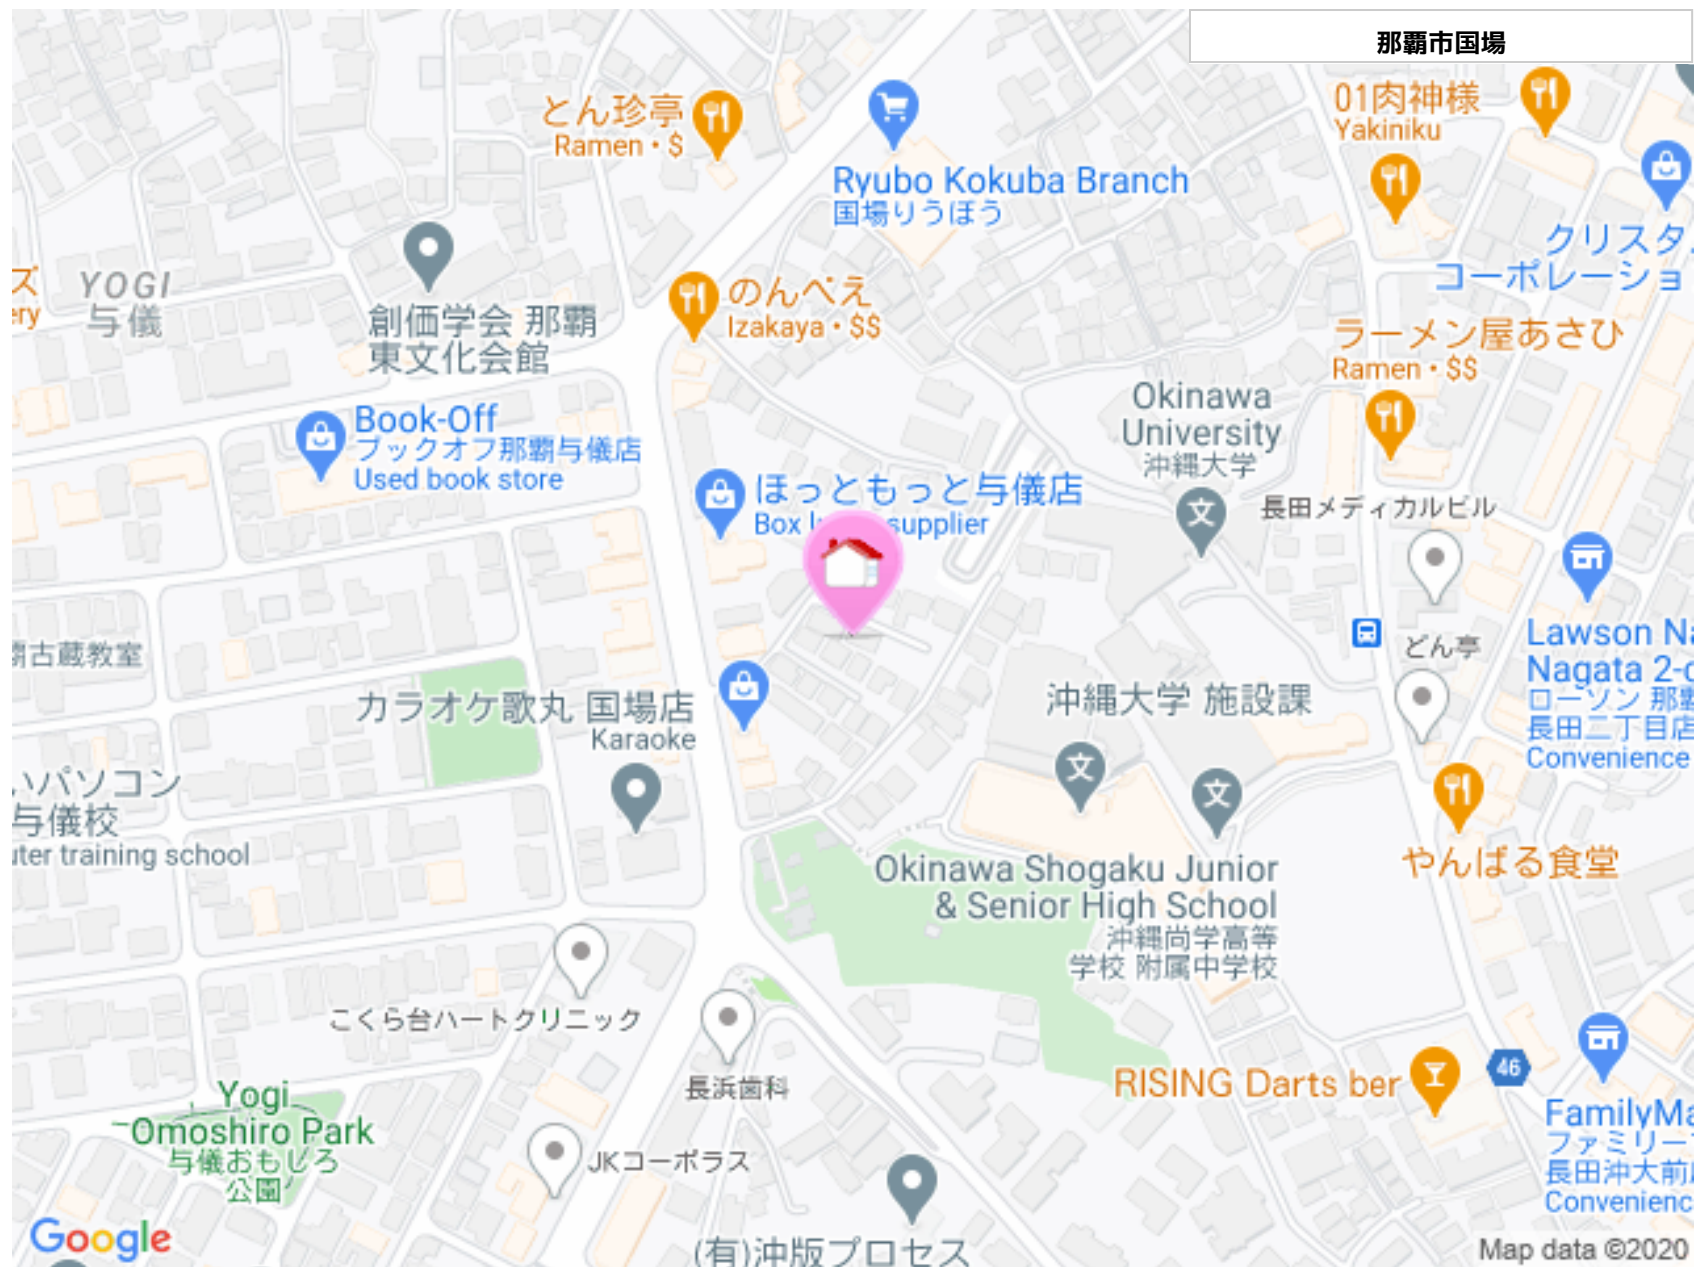 那覇市国場
とん珍亭
Ramen • $
Ryubo Kokuba Branch
国場りうぼう
01肉神様
Yakiniku
クリスタ
コーポレーショ
YOGI
与儀
ズ
ery
創価学会 那覇
東文化会館
のんべえ
Izakaya • $$
ラーメン屋あさひ
Ramen • $$
Okinawa
University
沖縄大学
Book-Off
ブックオフ那覇与儀店
Used book store
ほっともっと与儀店
Box
supplier
長田メディカルビル
古蔵教室
どん亭
Lawson Na
Nagata 2-c
ローソン 那覇
長田二丁目店
Convenience
カラオケ歌丸 国場店
Karaoke
沖縄大学 施設課
いパソコン
与儀校
uter training school
やんばる食堂
Okinawa Shogaku Junior
& Senior High School
沖縄尚学高等
学校 附属中学校
こくら台ハートクリニック
長浜歯科
RISING Darts ber
46
FamilyMa
ファミリー
長田沖大前
Convenienc
Yogi
Omoshiro Park
与儀おもしろ
公園
JKコーポラス
(有)沖版プロセス
Google
Map data ©2020